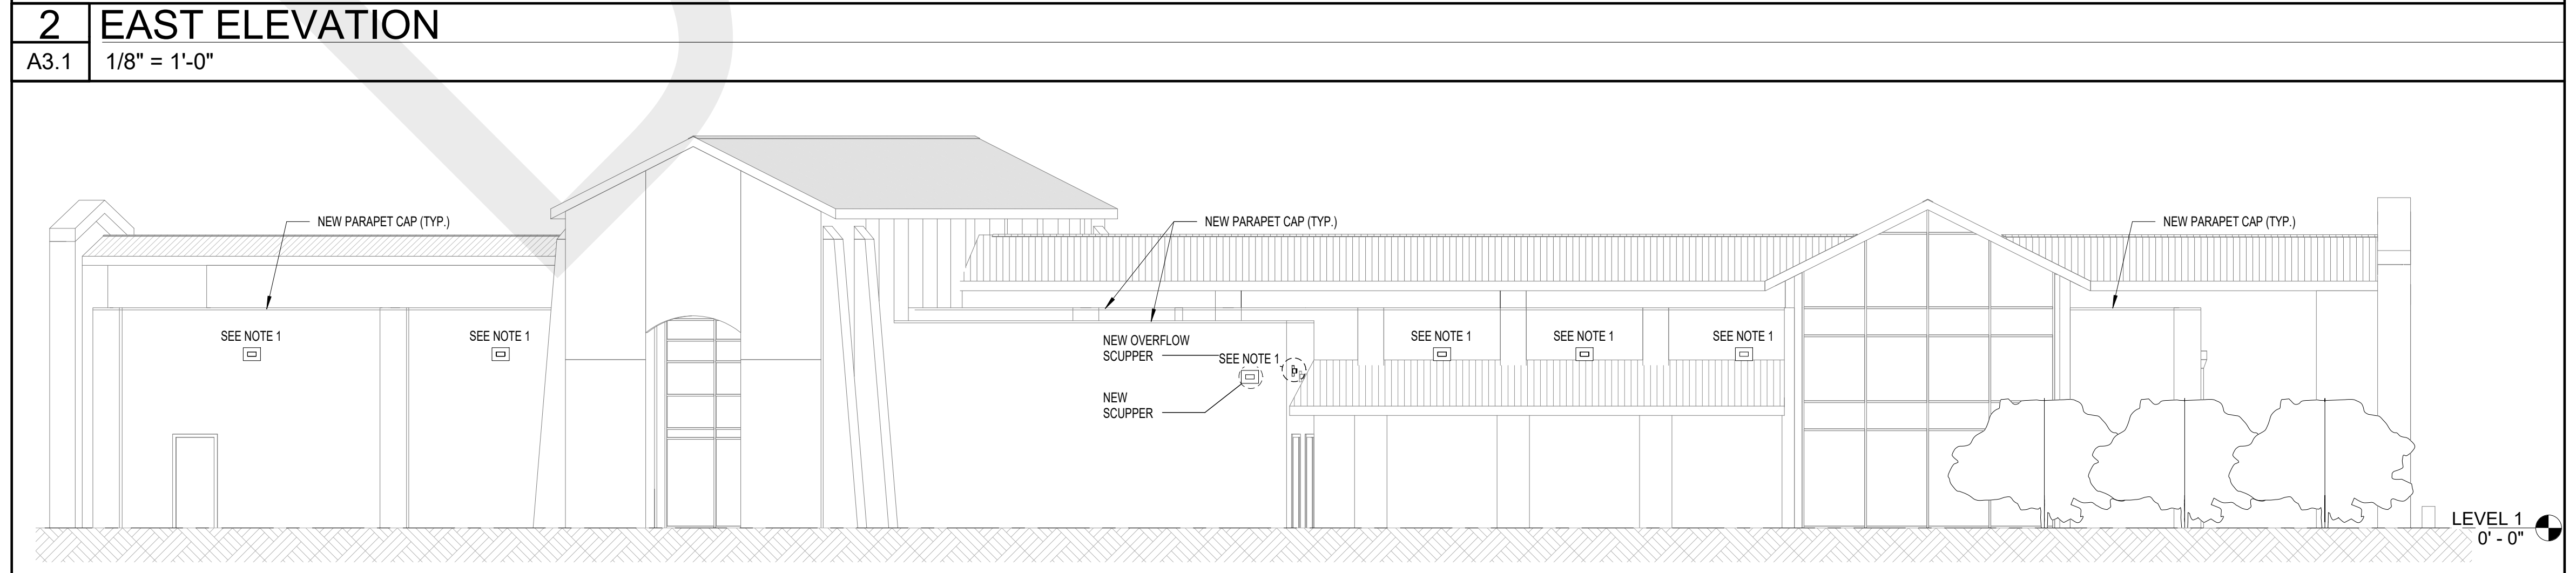 2 EAST ELEVATION
A3.1 1/8" = 1'-0"
NEW PARAPET CAP (TYP.)
NEW PARAPET CAP (TYP.)
NEW PARAPET CAP (TYP.)
SEE NOTE 1
SEE NOTE 1
NEW OVERFLOW
SCUPPER
SEE NOTE 1
SEE NOTE 1
SEE NOTE 1
SEE NOTE 1
NEW
SCUPPER
LEVEL 1
0' - 0"